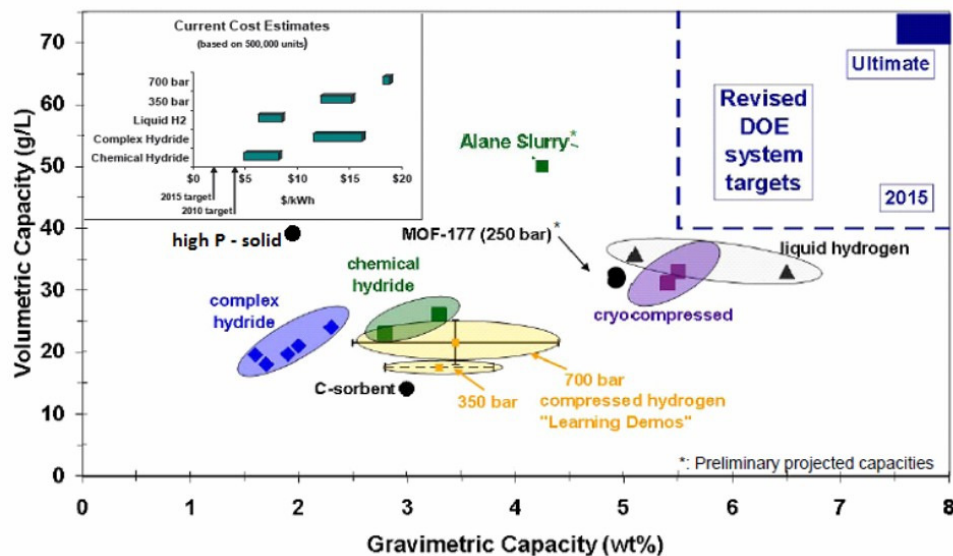 Current Cost Estimates
(based on 500,000 units)
700 bar
350 bar
Liquid H2
Complex Hydride
Chemical Hydride
$0 $5 $10 $15 $20
2015 target
2010 target
$/kWh
Ultimate
Revised
DOE
system
targets
2015
Alane Slurry*
high P - solid
MOF-177 (250 bar)*
liquid hydrogen
chemical
hydride
complex
hydride
cryocompressed
C-sorbent
350 bar
700 bar
compressed hydrogen
"Learning Demos"
*: Preliminary projected capacities
Volumetric Capacity (g/L)
70
60
50
40
30
20
10
0
0 1 2 3 4 5 6 7 8
Gravimetric Capacity (wt%)